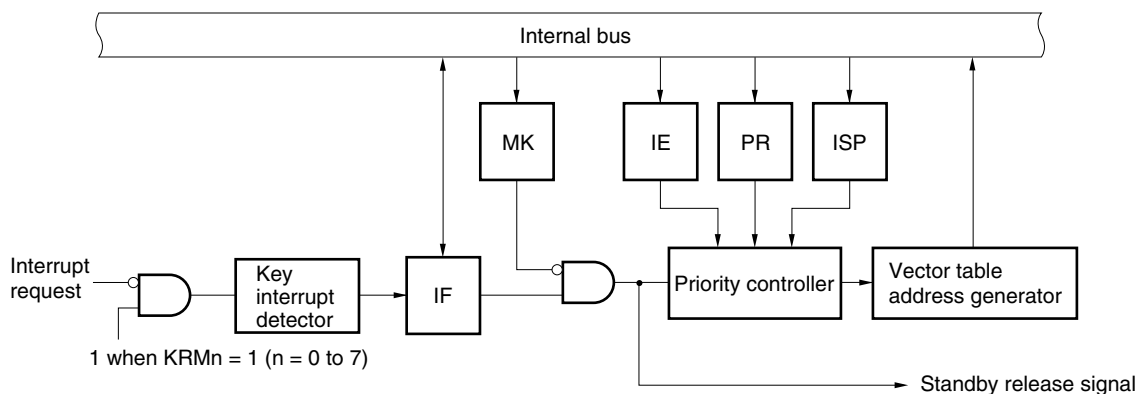 Internal bus
MK
IE
PR
ISP
Interrupt
request
Key
interrupt
detector
IF
Priority controller
Vector table
address generator
1 when KRMn = 1 (n = 0 to 7)
Standby release signal